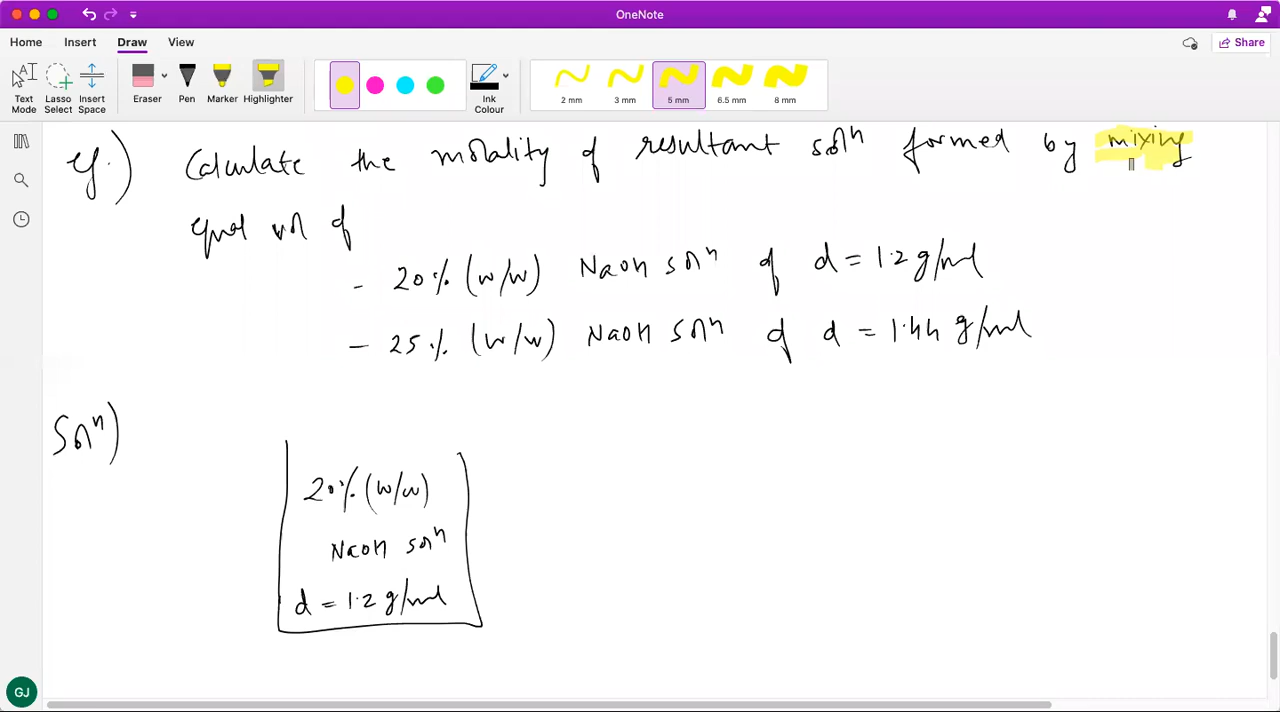 OneNote
Home Insert Draw View
Share
Text Mode
Lasso Select
Insert Space
Eraser
Pen
Marker
Highlighter
Ink Colour
2 mm
3 mm
5 mm
6.5 mm
8 mm
eg.) Calculate the molality of resultant solⁿ formed by mixing
equal vol of
- 20% (w/w) NaOH solⁿ of d = 1.2 g/ml
- 25% (w/w) NaOH solⁿ of d = 1.44 g/ml
Solⁿ)
20% (w/w)
NaOH solⁿ
d = 1.2 g/ml
GJ